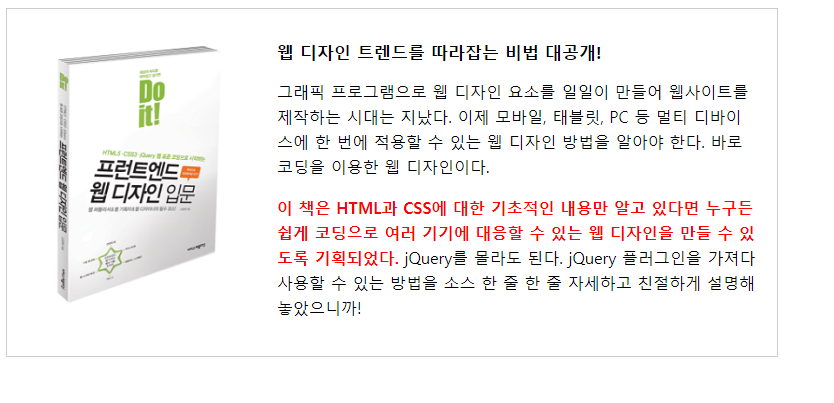 웹 디자인 트렌드를 따라잡는 비법 대공개!
그래픽 프로그램으로 웹 디자인 요소를 일일이 만들어 웹사이트를
제작하는 시대는 지났다. 이제 모바일, 태블릿, PC 등 멀티 디바이
스에 한 번에 적용할 수 있는 웹 디자인 방법을 알아야 한다. 바로
코딩을 이용한 웹 디자인이다.
이 책은 HTML과 CSS에 대한 기초적인 내용만 알고 있다면 누구든
쉽게 코딩으로 여러 기기에 대응할 수 있는 웹 디자인을 만들 수 있
도록 기획되었다. jQuery를 몰라도 된다. jQuery 플러그인을 가져다
사용할 수 있는 방법을 소스 한 줄 한 줄 자세하고 친절하게 설명해
놓았으니까!
Do
it!
Do
it!
HTML5·CSS3·jQuery 웹 표준 코딩으로 시작하는
프런트엔드
웹 디자인 입문
프런트엔드 웹 디자인 입문